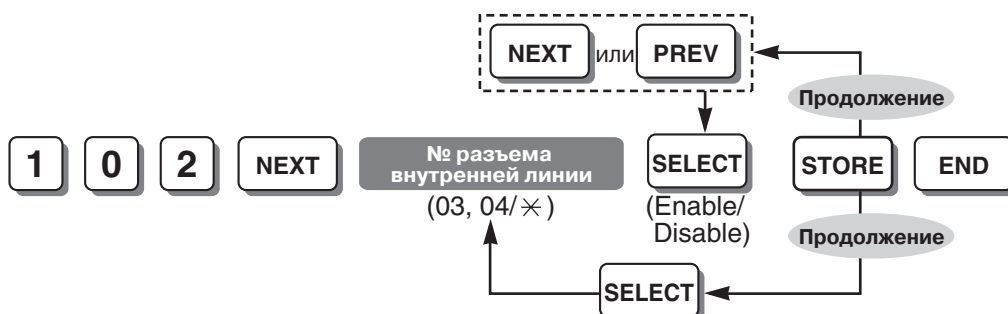 NEXT или PREV
Продолжение
1 0 2 NEXT № разъема внутренней линии SELECT STORE END
(03, 04/✳) (Enable/
Disable)
Продолжение
SELECT